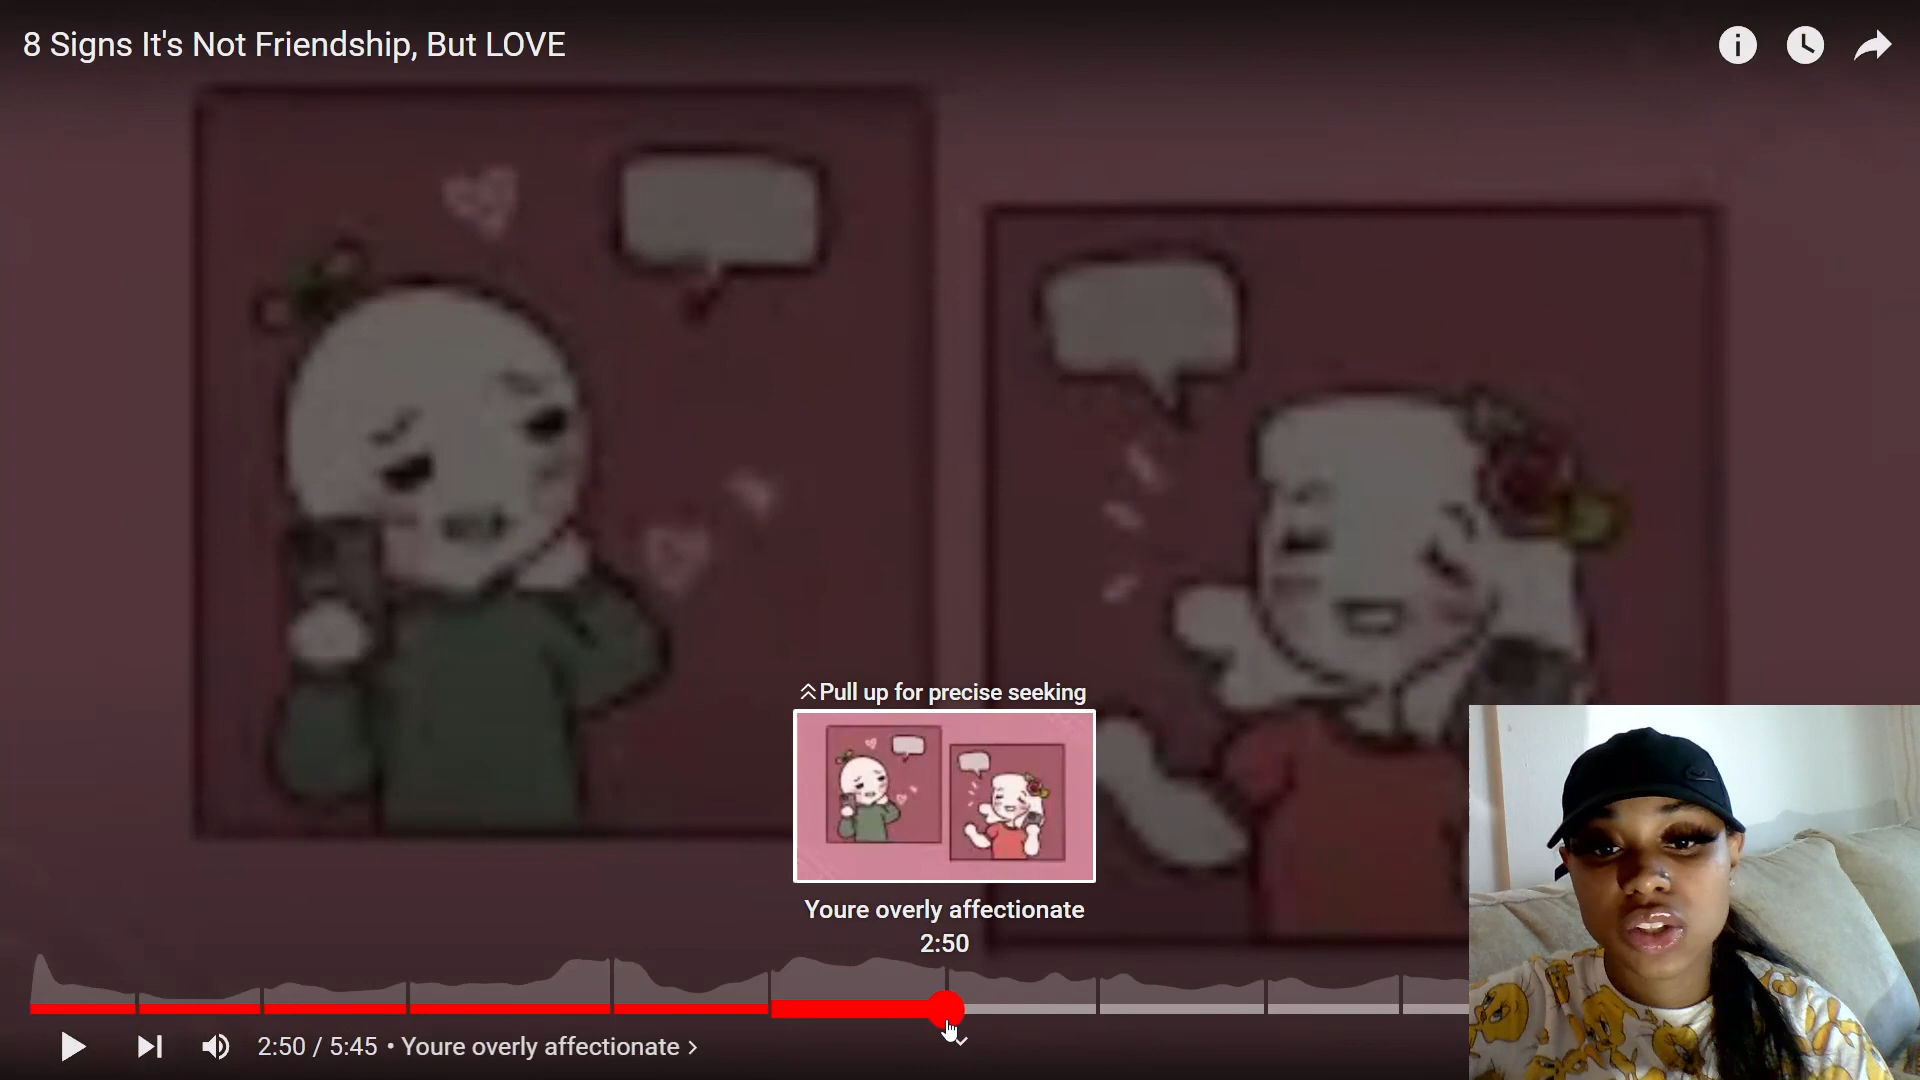 8 Signs It's Not Friendship, But LOVE
Pull up for precise seeking
Youre overly affectionate
2:50
2:50 / 5:45 • Youre overly affectionate